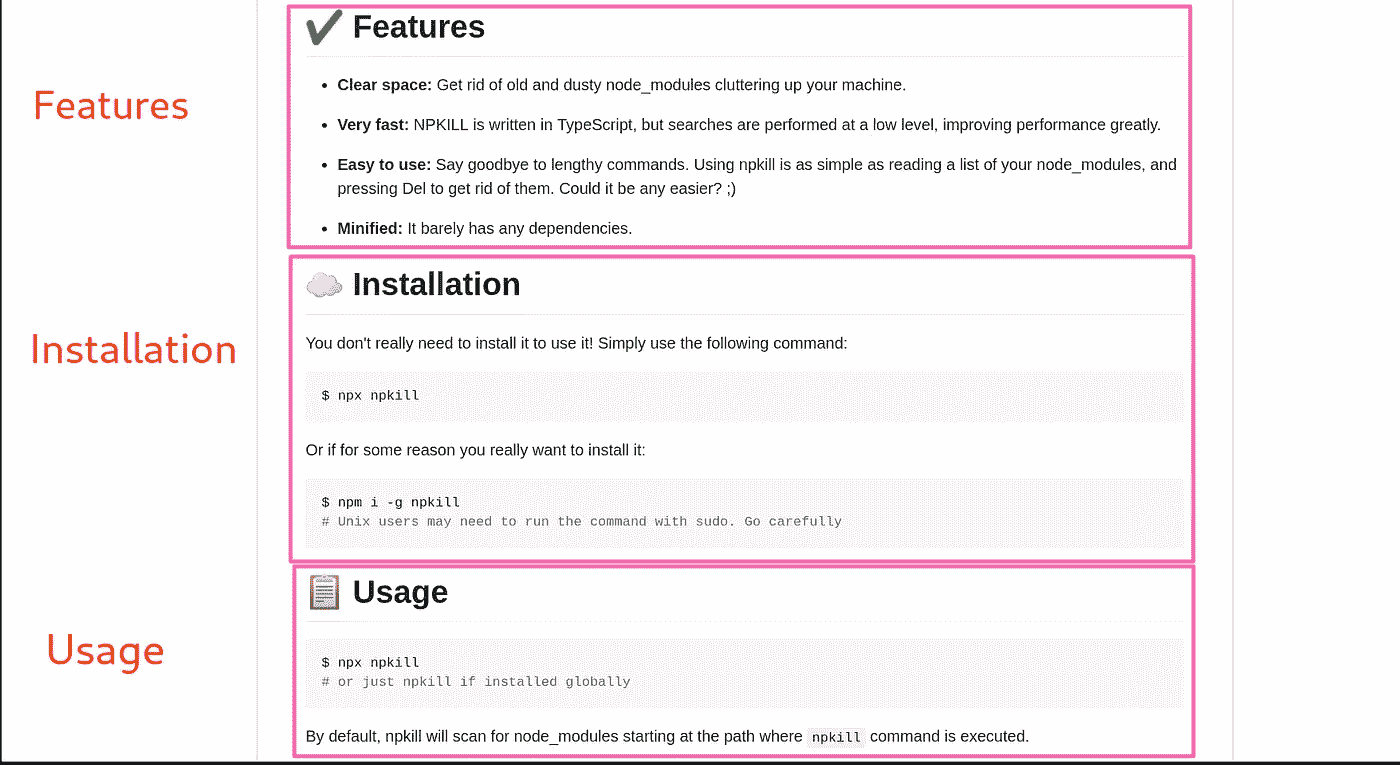 ✔ Features
Features
• Clear space: Get rid of old and dusty node_modules cluttering up your machine.
• Very fast: NPKILL is written in TypeScript, but searches are performed at a low level, improving performance greatly.
• Easy to use: Say goodbye to lengthy commands. Using npkill is as simple as reading a list of your node_modules, and
pressing Del to get rid of them. Could it be any easier? ;)
• Minified: It barely has any dependencies.
Installation
☁ Installation
You don't really need to install it to use it! Simply use the following command:
$ npx npkill
Or if for some reason you really want to install it:
$ npm i -g npkill
# Unix users may need to run the command with sudo. Go carefully
Usage
📋 Usage
$ npx npkill
# or just npkill if installed globally
By default, npkill will scan for node_modules starting at the path where npkill command is executed.